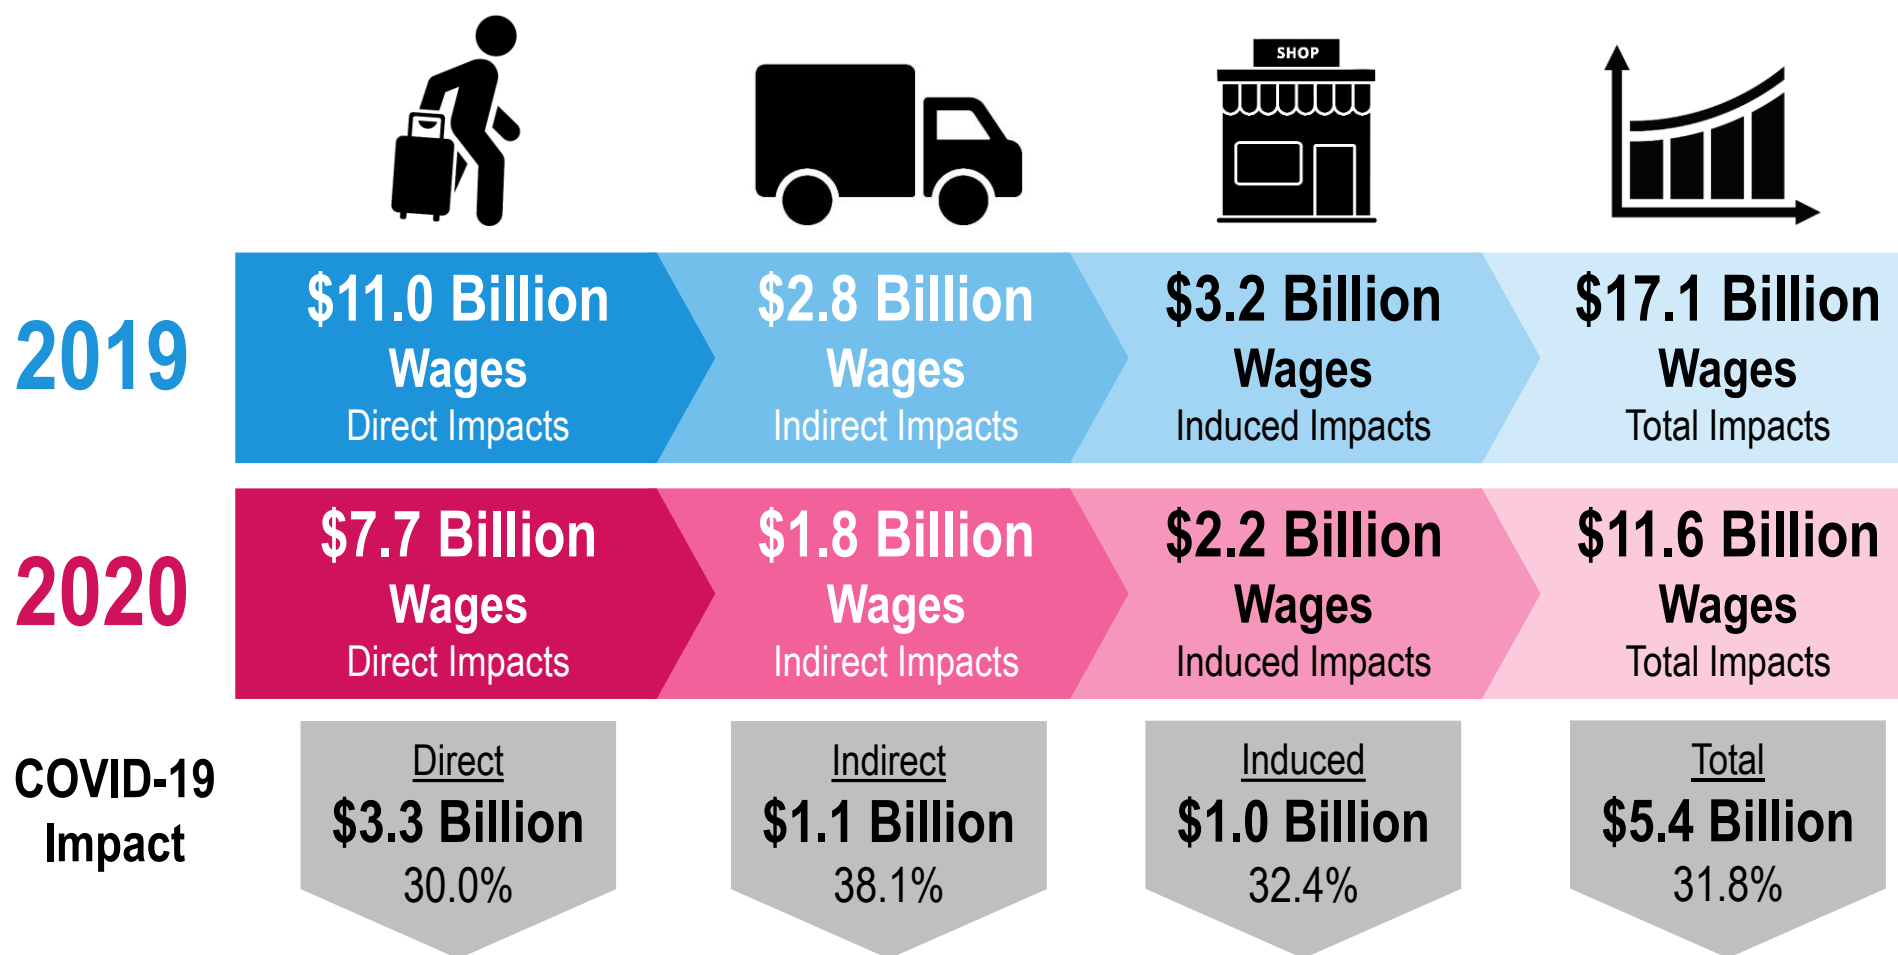 SHOP
2019
$11.0 Billion
Wages
Direct Impacts
$2.8 Billion
Wages
Indirect Impacts
$3.2 Billion
Wages
Induced Impacts
$17.1 Billion
Wages
Total Impacts
2020
$7.7 Billion
Wages
Direct Impacts
$1.8 Billion
Wages
Indirect Impacts
$2.2 Billion
Wages
Induced Impacts
$11.6 Billion
Wages
Total Impacts
COVID-19
Impact
Direct
$3.3 Billion
30.0%
Indirect
$1.1 Billion
38.1%
Induced
$1.0 Billion
32.4%
Total
$5.4 Billion
31.8%